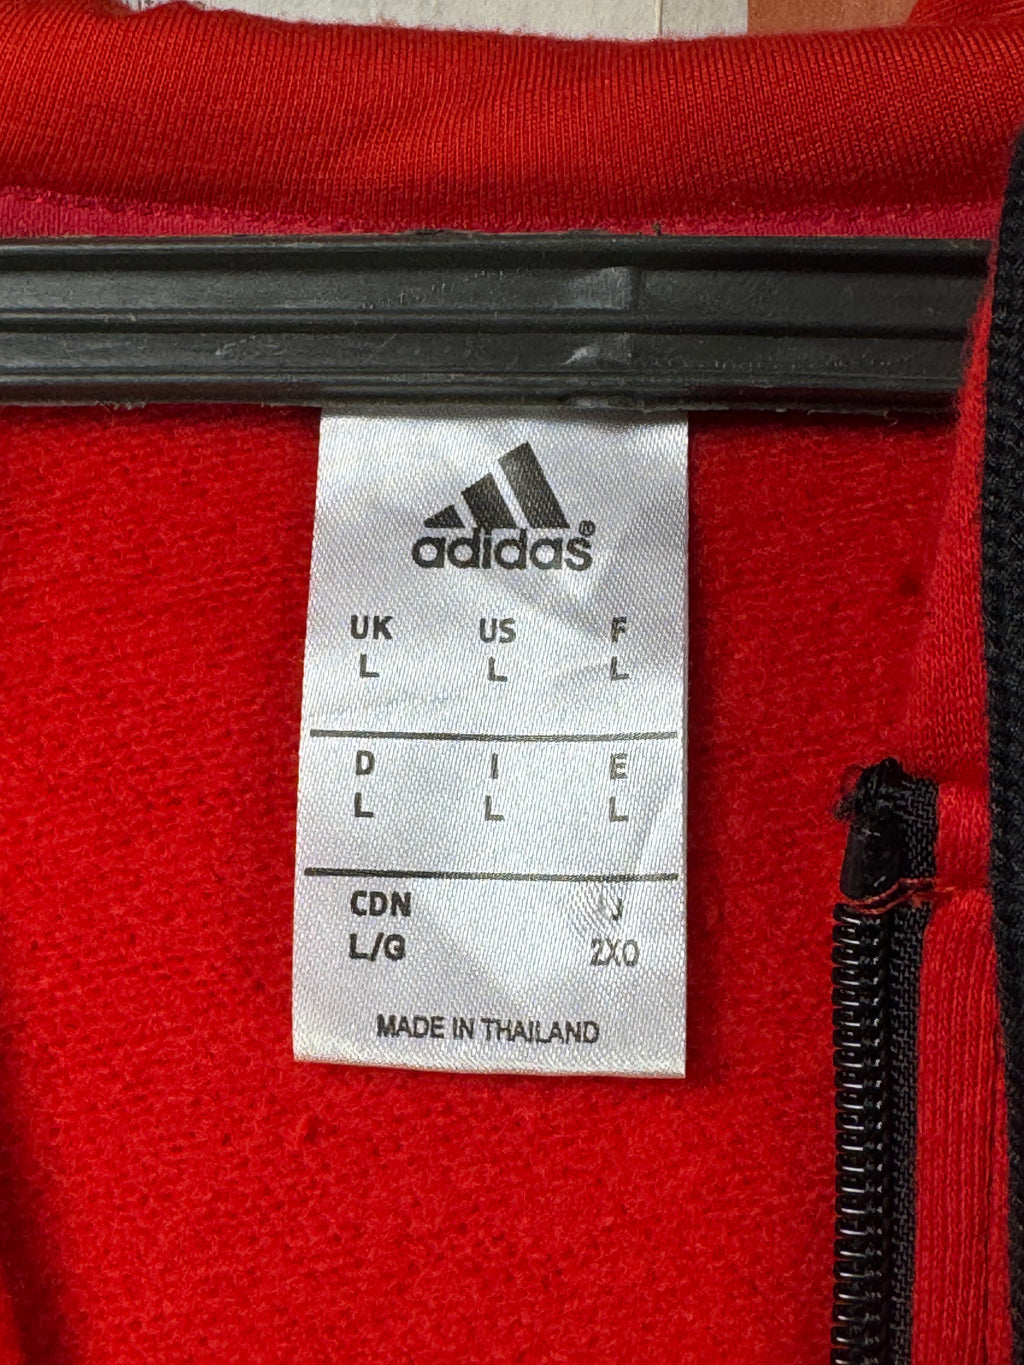 adidas®
UK US F
L L L
D I E
L L L
CDN J
L/G 2XO
MADE IN THAILAND